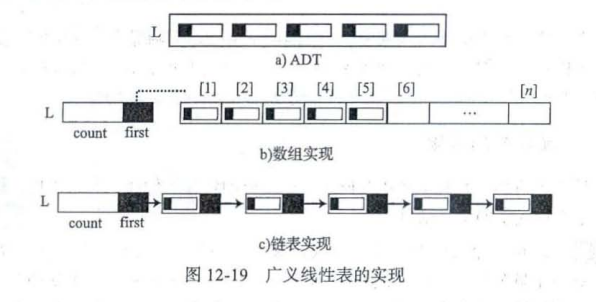 L
a) ADT
[1] [2] [3] [4] [5] [6] [n]
L ...
count first
b)数组实现
L
count first
c)链表实现
图 12-19 广义线性表的实现